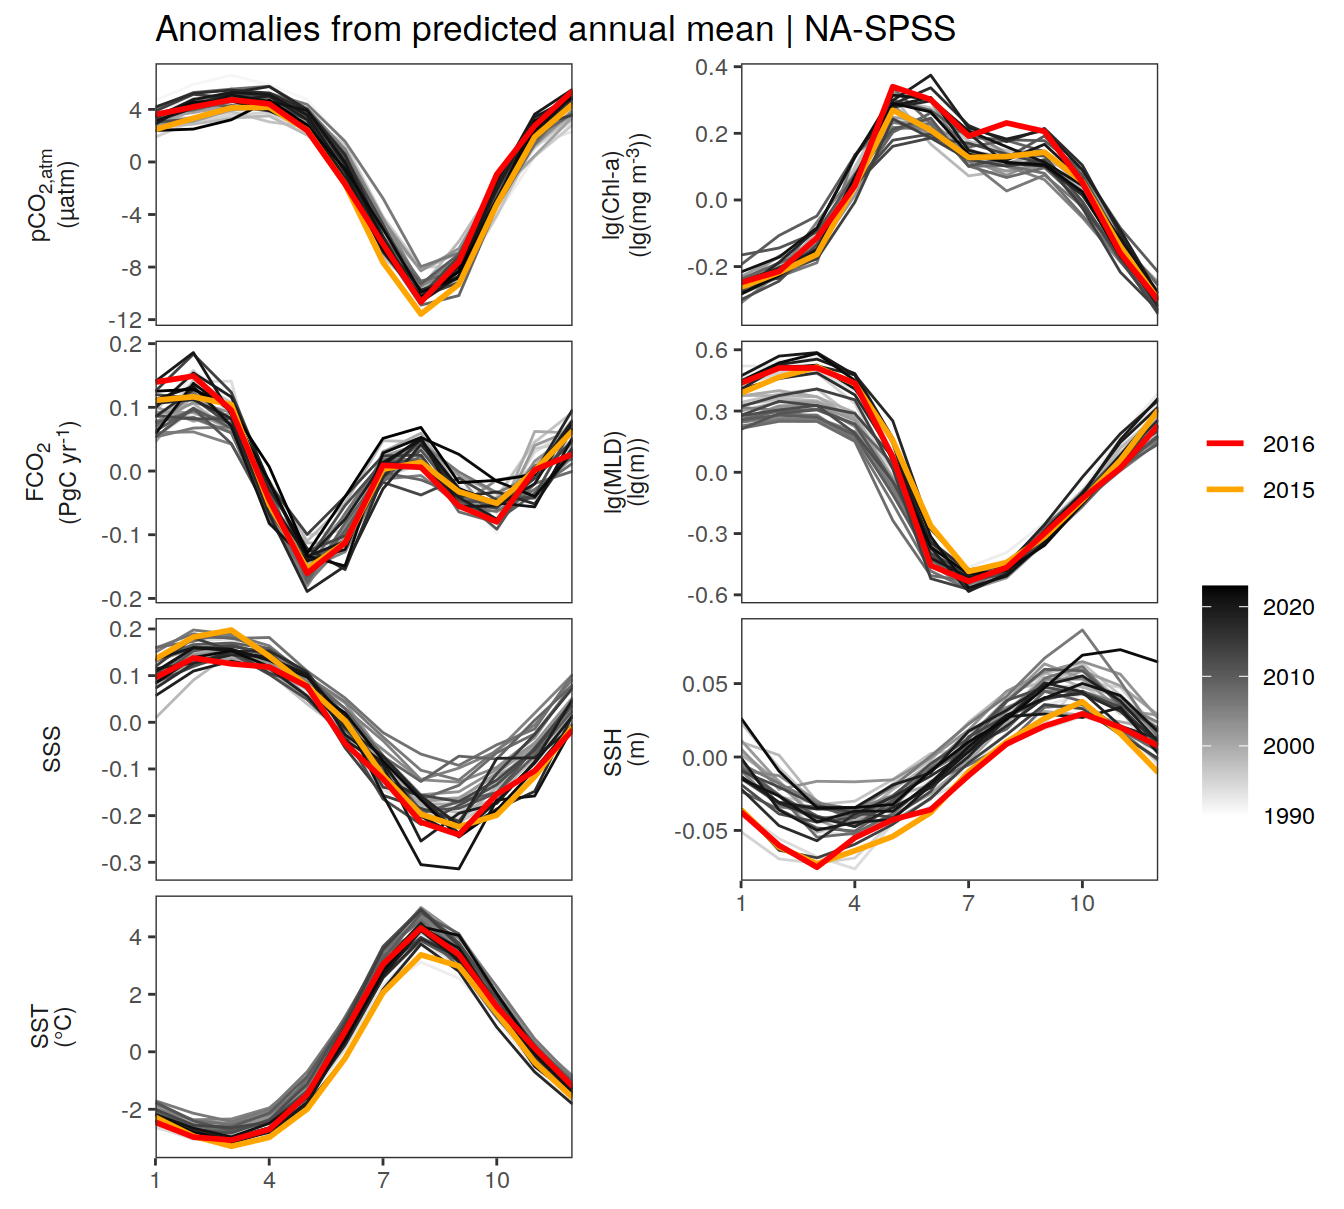 Anomalies from predicted annual mean | NA-SPSS
pCO2,atm
(µatm)
4
0
-4
-8
-12
lg(Chl-a)
(lg(mg m-3))
0.4
0.2
0.0
-0.2
FCO2
(PgC yr-1)
0.2
0.1
0.0
-0.1
-0.2
lg(MLD)
(lg(m))
0.6
0.3
0.0
-0.3
-0.6
SSS
0.2
0.1
0.0
-0.1
-0.2
-0.3
SSH
(m)
0.05
0.00
-0.05
1 4 7 10
SST
(°C)
4
2
0
-2
1 4 7 10
2016
2015
2020
2010
2000
1990